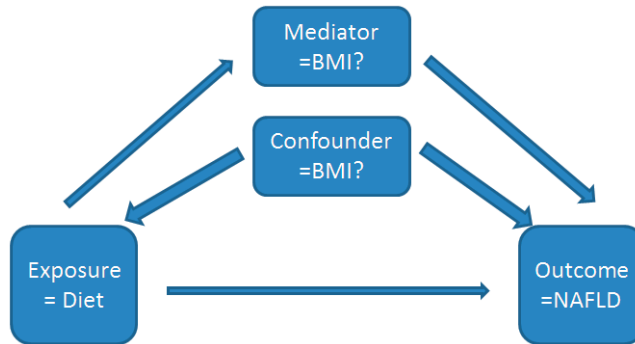 Mediator
=BMI?
Confounder
=BMI?
Exposure
= Diet
Outcome
=NAFLD